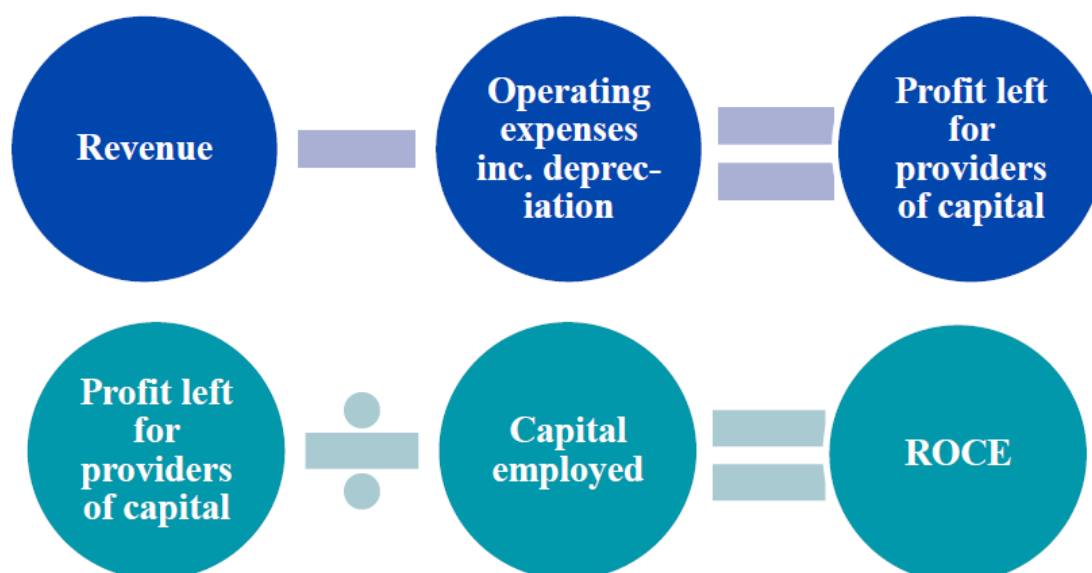 Revenue
Operating
expenses
inc. deprec-
iation
Profit left
for
providers
of capital
Profit left
for
providers
of capital
Capital
employed
ROCE